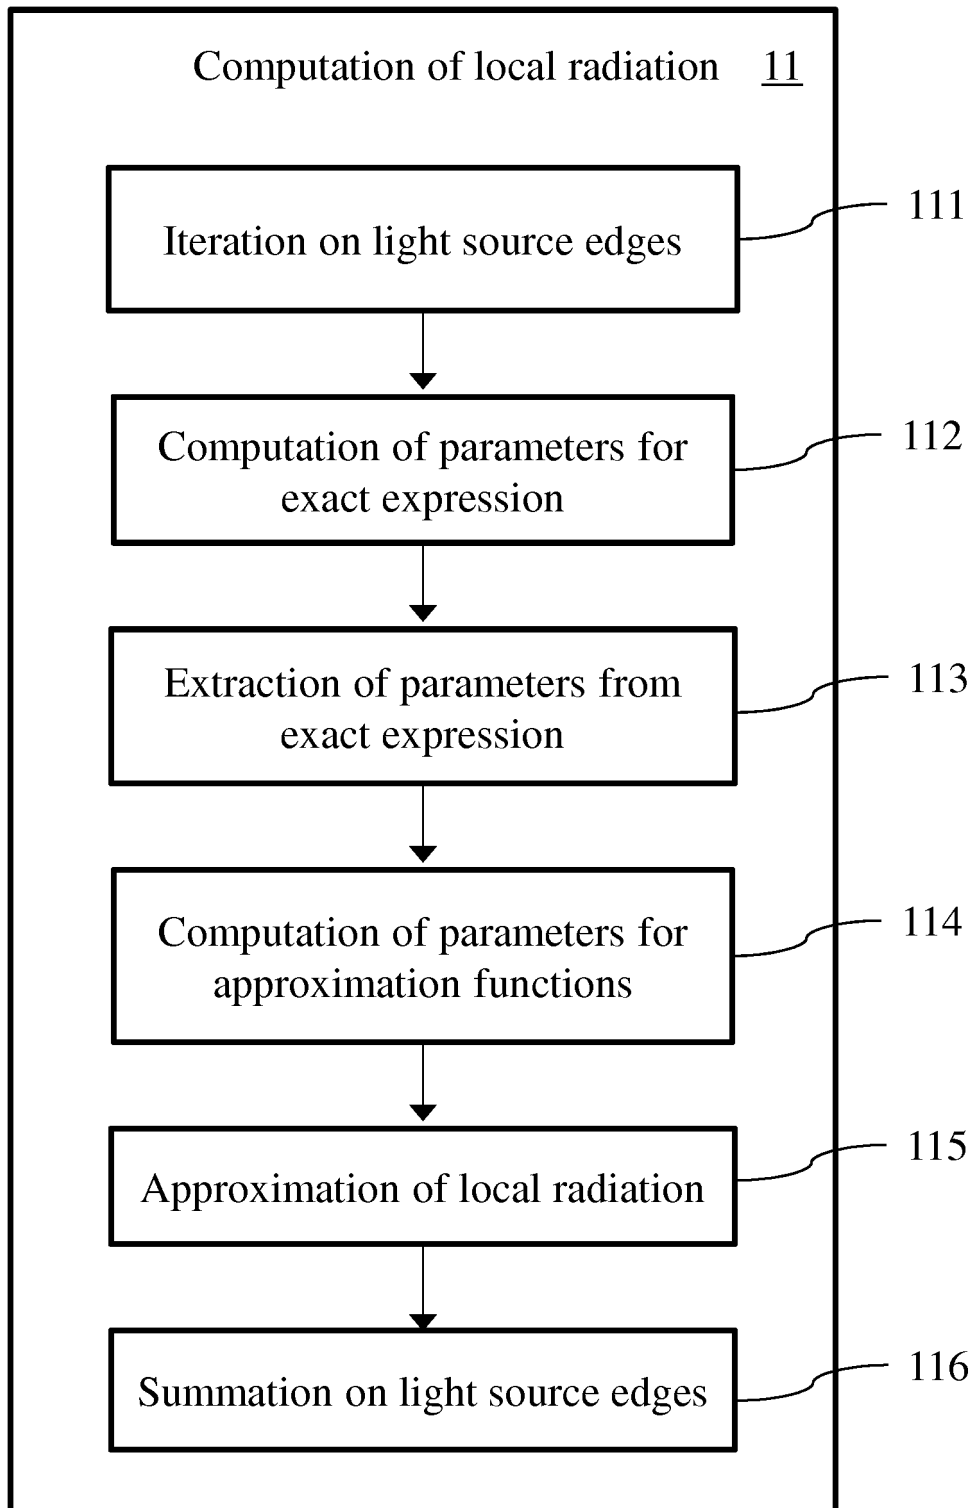 Computation of local radiation 11
Iteration on light source edges
111
Computation of parameters for
exact expression
112
Extraction of parameters from
exact expression
113
Computation of parameters for
approximation functions
114
Approximation of local radiation
115
Summation on light source edges
116